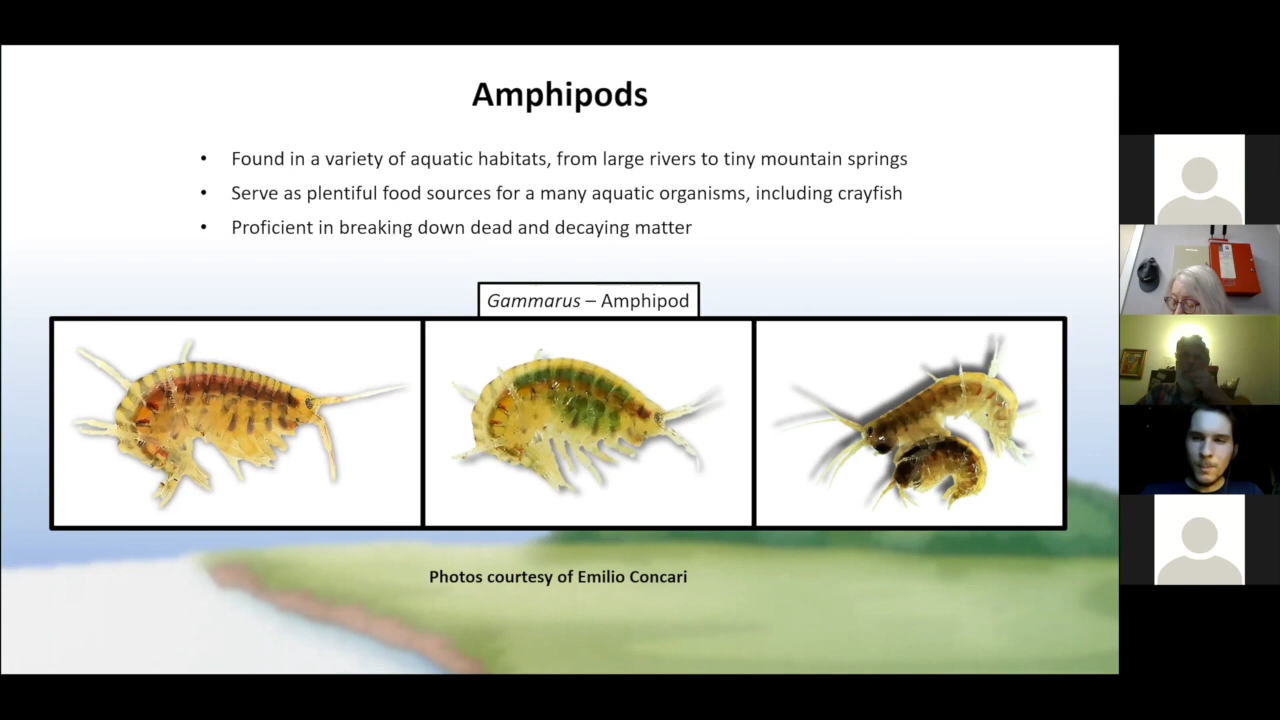 Amphipods
• Found in a variety of aquatic habitats, from large rivers to tiny mountain springs
• Serve as plentiful food sources for a many aquatic organisms, including crayfish
• Proficient in breaking down dead and decaying matter
Gammarus – Amphipod
Photos courtesy of Emilio Concari